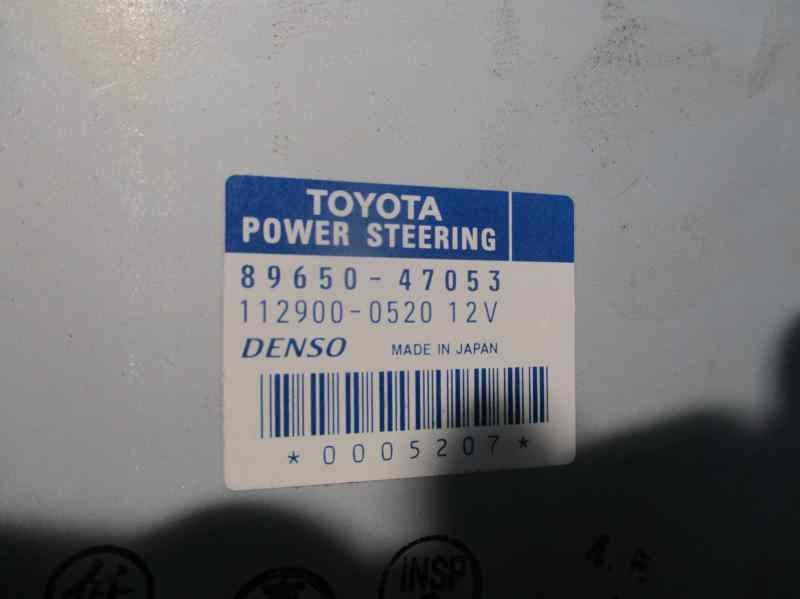 TOYOTA
POWER STEERING
89650-47053
112900-0520 12V
DENSO MADE IN JAPAN
*0005207*
INSP